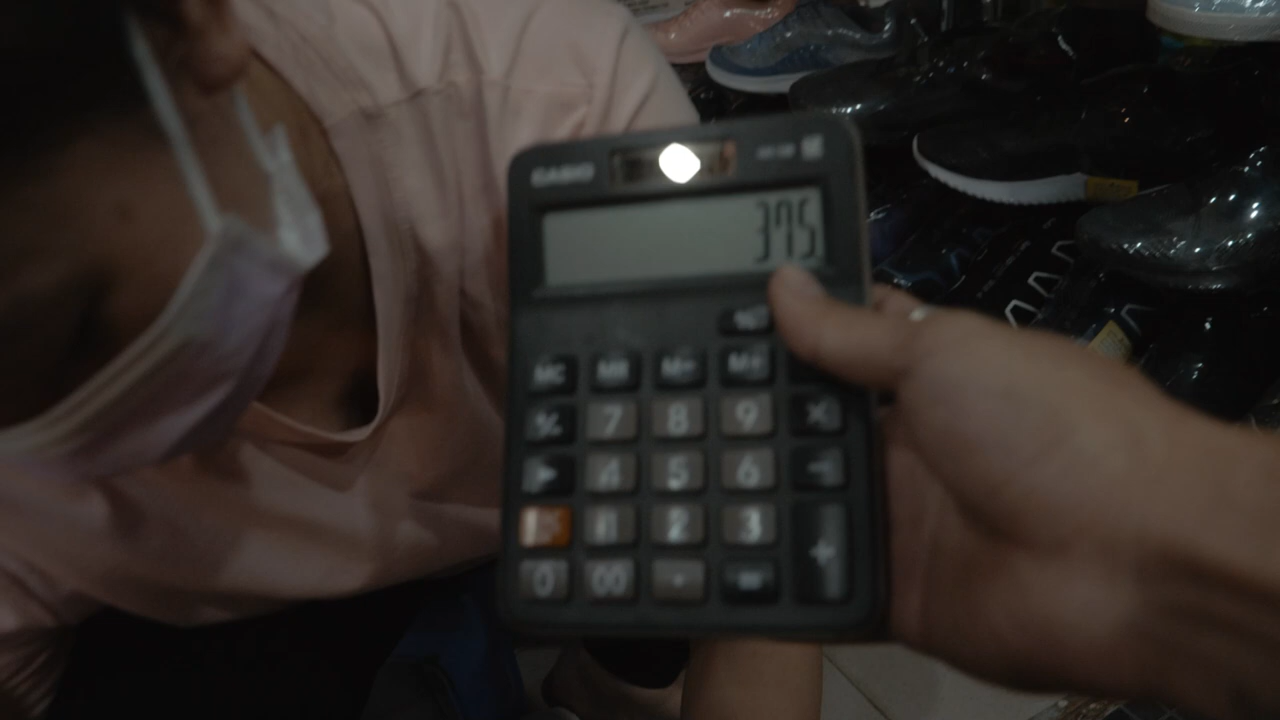 CASIO
375.
MC MR M- M+
% 7 8 9 ×
▶ 4 5 6 -
1 2 3 +
0 00 · =